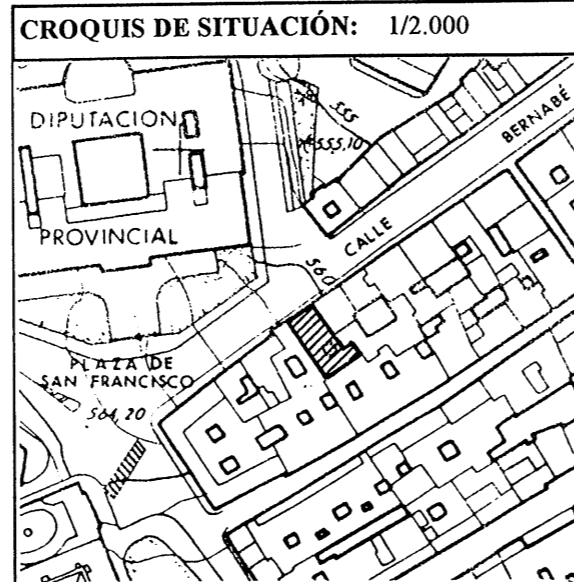 CROQUIS DE SITUACIÓN: 1/2.000
DIPUTACION
PROVINCIAL
555
555,10
BERNABÉ
CALLE
560
PLAZA DE
SAN FRANCISCO
564,20